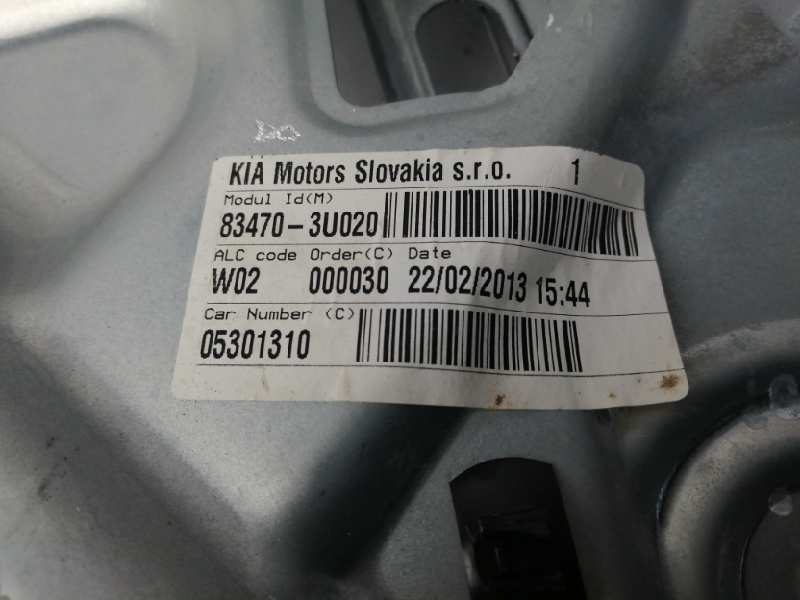 KIA Motors Slovakia s.r.o. 1
Modul Id(M)
83470-3U020
ALC code Order(C) Date
W02 000030 22/02/2013 15:44
Car Number (C)
05301310